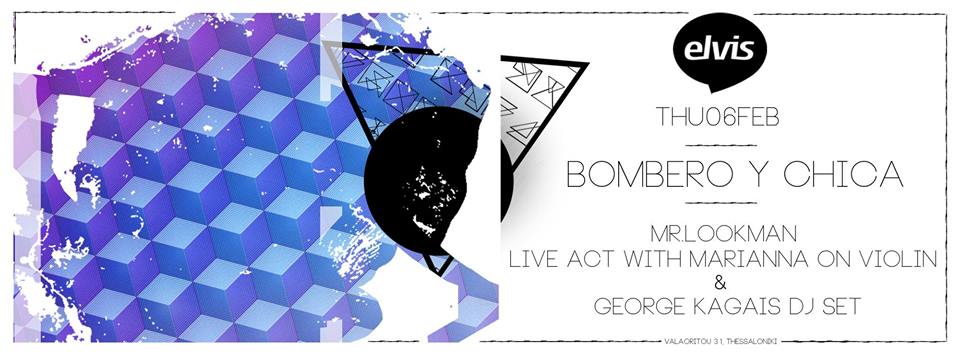 elvis
THU06FEB
BOMBERO Y CHICA
MR.LOOKMAN
LIVE ACT WITH MARIANNA ON VIOLIN
&
GEORGE KAGAIS DJ SET
VALAORITOU 31, THESSALONIKI